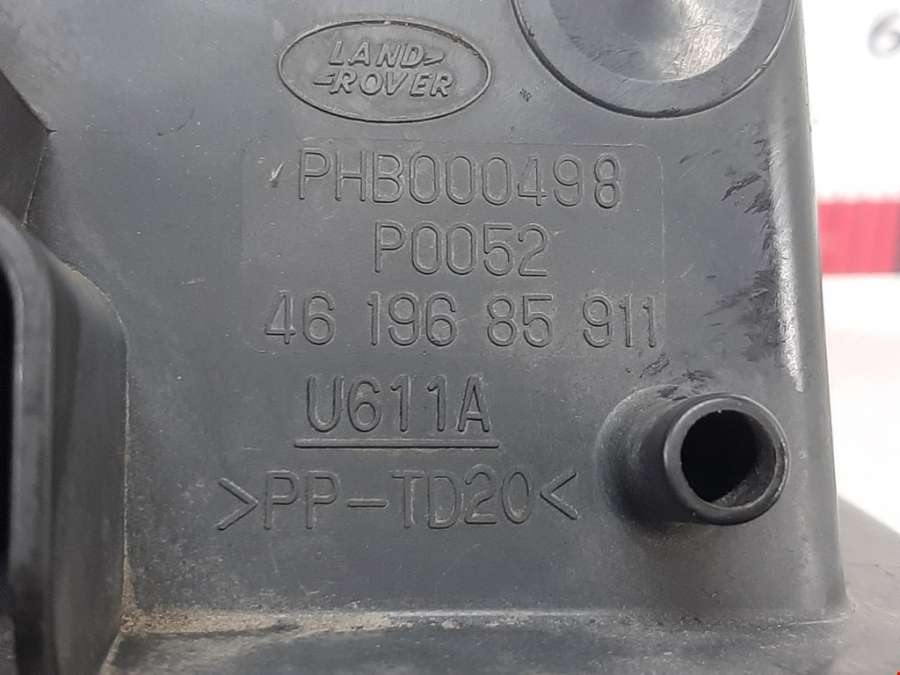 LAND
ROVER
PHB000498
P0052
46 196 85 911
U611A
>PP-TD20<